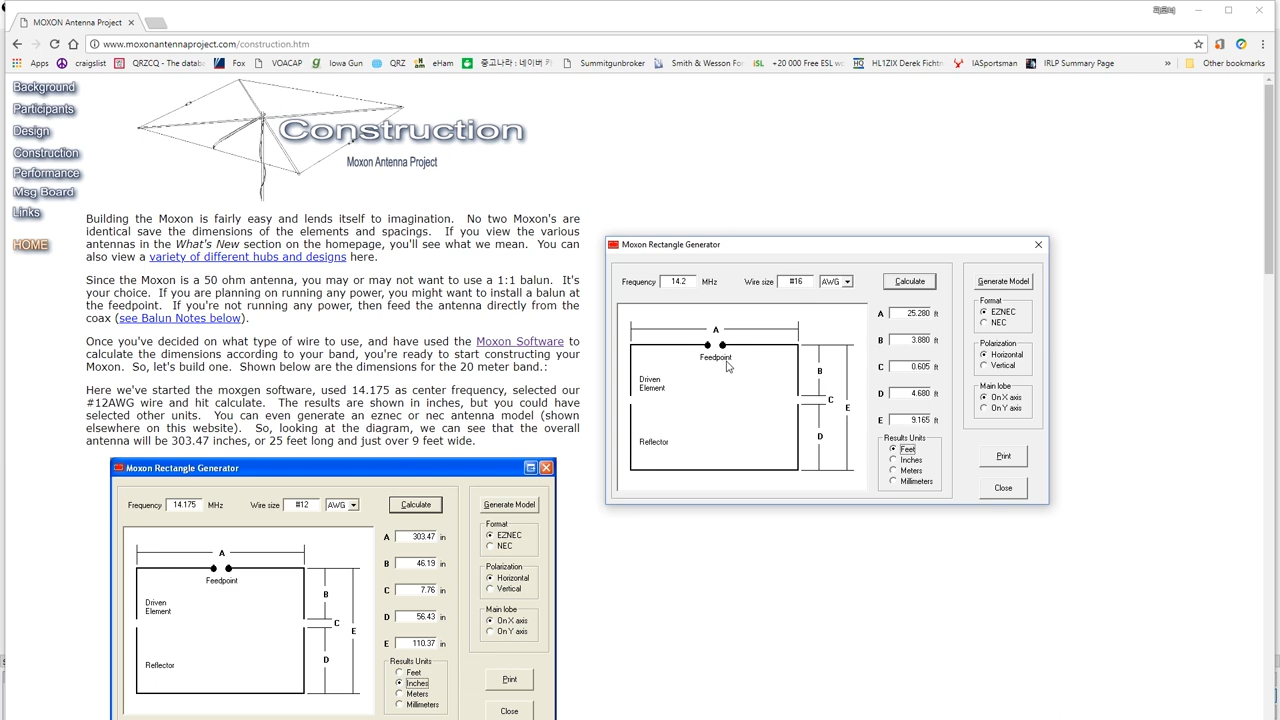 피오니
MOXON Antenna Project
www.moxonantennaproject.com/construction.htm
Apps craigslist QRZCQ - The datab Fox VOACAP Iowa Gun QRZ eHam 중고나라 : 네이버 카 Summitgunbroker Smith & Wesson For +20 000 Free ESL wo HL1ZIK Derek Fichtn IASportsman IRLP Summary Page » Other bookmarks
Background
Participants
Design
Construction
Performance
Msg Board
Links
HOME
Construction
Moxon Antenna Project
Building the Moxon is fairly easy and lends itself to imagination. No two Moxon's are
identical save the dimensions of the elements and spacings. If you view the various
antennas in the What's New section on the homepage, you'll see what we mean. You can
also view a variety of different hubs and designs here.
Since the Moxon is a 50 ohm antenna, you may or may not want to use a 1:1 balun. It's
your choice. If you are planning on running any power, you might want to install a balun at
the feedpoint. If you're not running any power, then feed the antenna directly from the
coax (see Balun Notes below).
Once you've decided on what type of wire to use, and have used the Moxon Software to
calculate the dimensions according to your band, you're ready to start constructing your
Moxon. So, let's build one. Shown below are the dimensions for the 20 meter band.:
Here we've started the moxgen software, used 14.175 as center frequency, selected our
#12AWG wire and hit calculate. The results are shown in inches, but you could have
selected other units. You can even generate an eznec or nec antenna model (shown
elsewhere on this website). So, looking at the diagram, we can see that the overall
antenna will be 303.47 inches, or 25 feet long and just over 9 feet wide.
Moxon Rectangle Generator
Frequency 14.175 MHz Wire size #12 AWG Calculate Generate Model
A
Feedpoint
Driven
Element
Reflector
B
C
D
E
A 303.47 in
B 46.19 in
C 7.76 in
D 56.43 in
E 110.37 in
Results Units
Feet
Inches
Meters
Millimeters
Format
EZNEC
NEC
Polarization
Horizontal
Vertical
Main lobe
On X axis
On Y axis
Print
Close
Moxon Rectangle Generator
Frequency 14.2 MHz Wire size #16 AWG Calculate Generate Model
A
Feedpoint
Driven
Element
Reflector
B
C
D
E
A 25.280 ft
B 3.880 ft
C 0.605 ft
D 4.680 ft
E 9.165 ft
Results Units
Feet
Inches
Meters
Millimeters
Format
EZNEC
NEC
Polarization
Horizontal
Vertical
Main lobe
On X axis
On Y axis
Print
Close